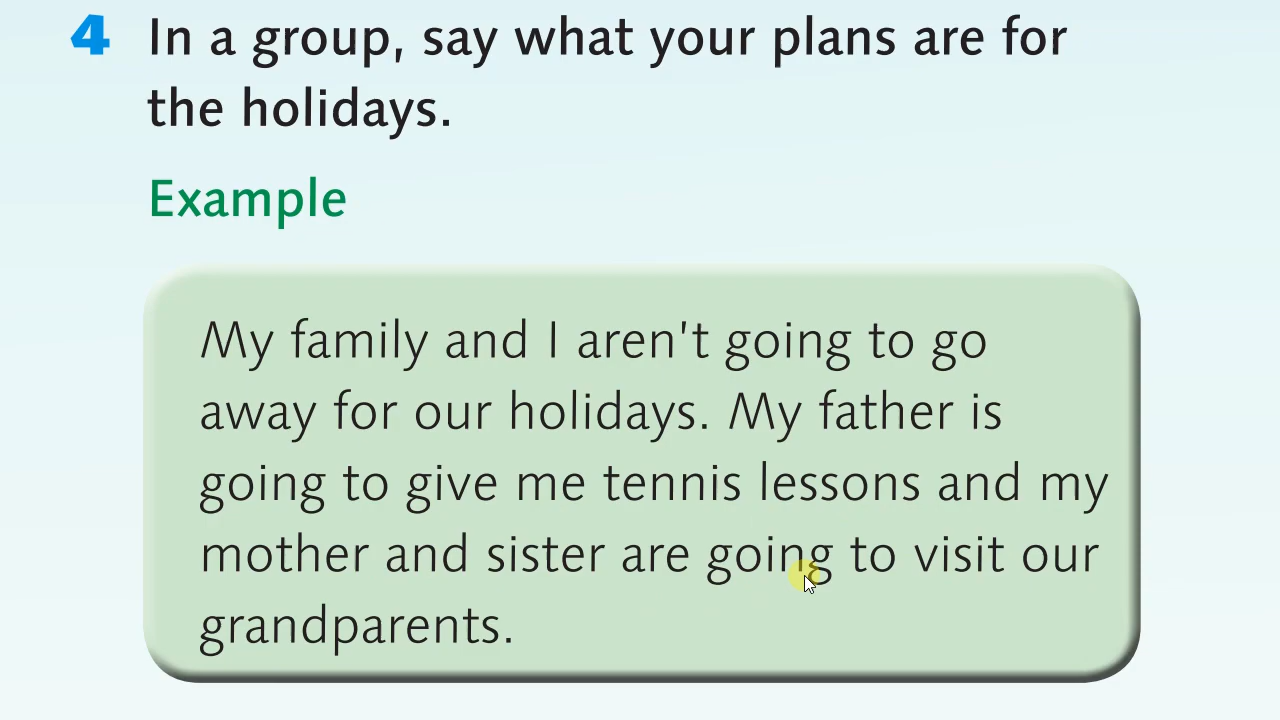 4 In a group, say what your plans are for
the holidays.
Example
My family and I aren't going to go
away for our holidays. My father is
going to give me tennis lessons and my
mother and sister are going to visit our
grandparents.